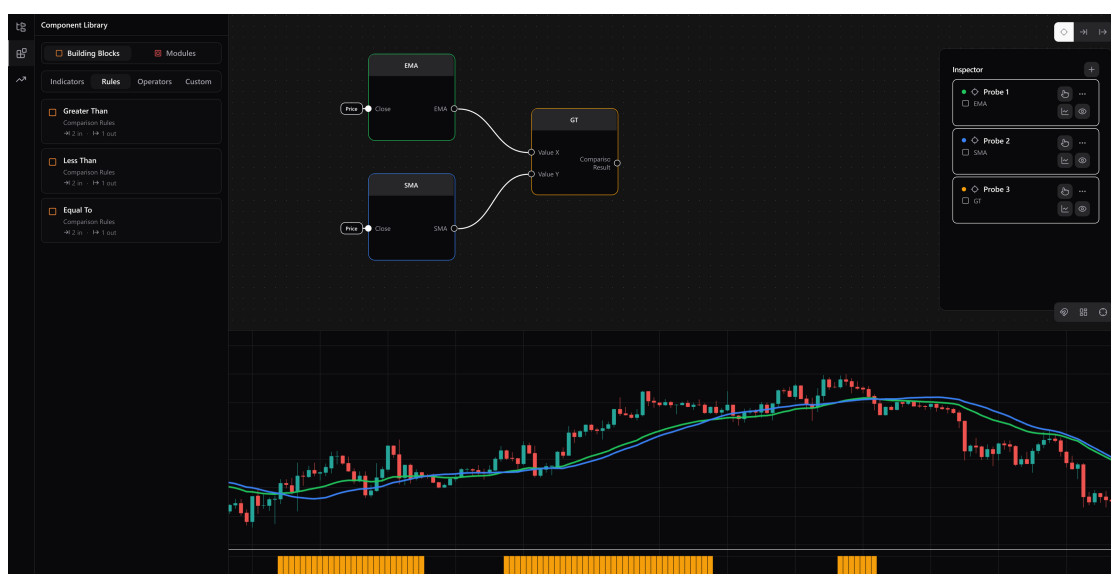 Component Library
Building Blocks
Modules
Indicators
Rules
Operators
Custom
Greater Than
Comparison Rules
2 in · 1 out
Less Than
Comparison Rules
2 in · 1 out
Equal To
Comparison Rules
2 in · 1 out
EMA
Price
Close
EMA
SMA
Price
Close
SMA
GT
Value X
Value Y
Comparisc
Result
Inspector
Probe 1
EMA
Probe 2
SMA
Probe 3
GT